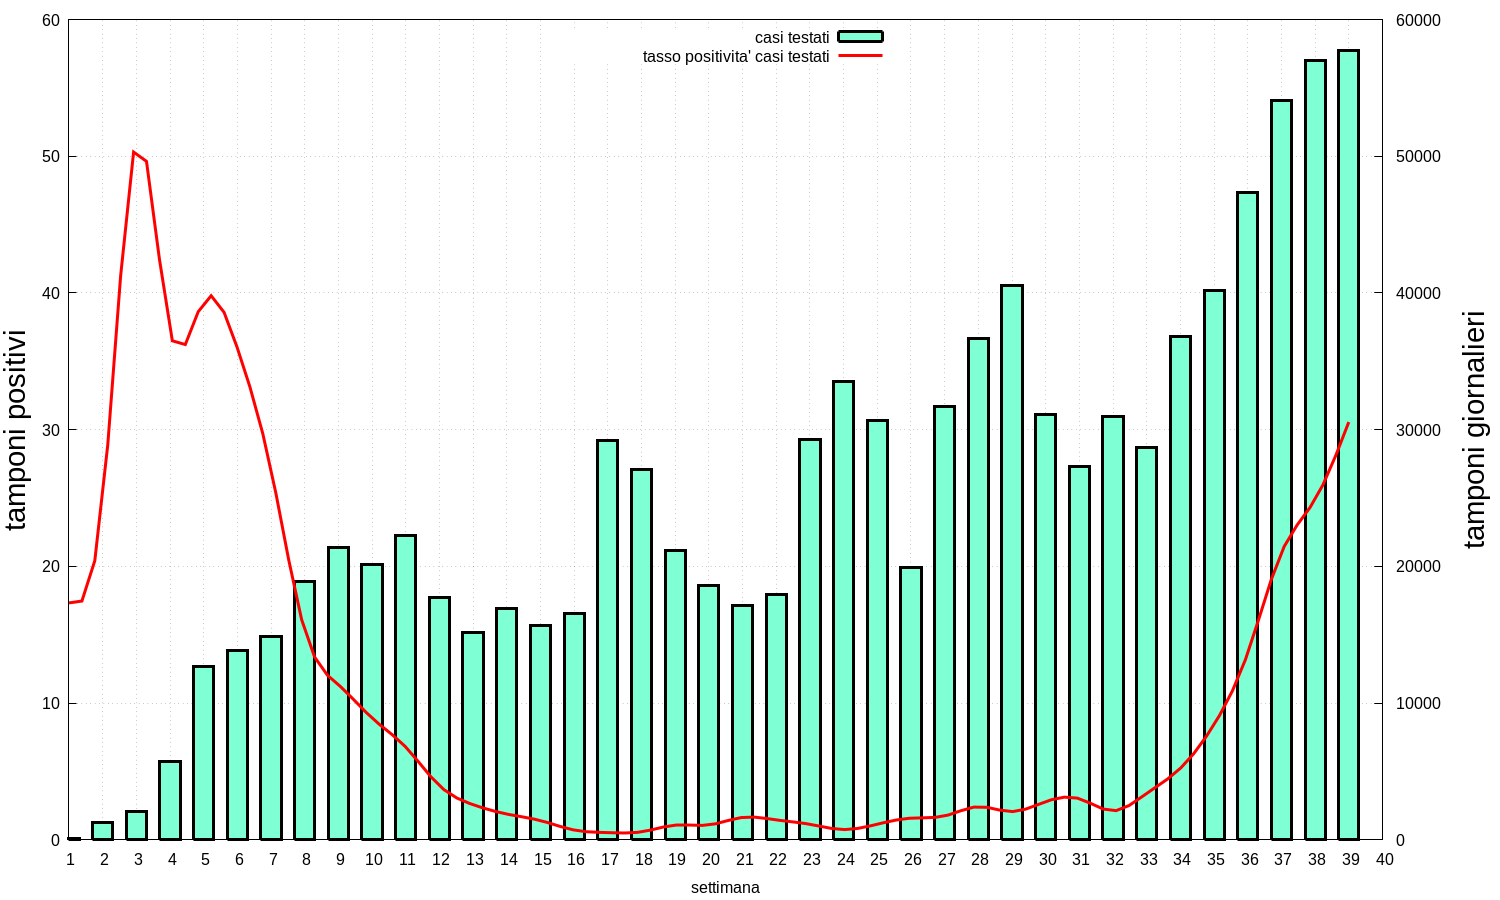 casi testati
tasso positivita' casi testati
60
50
40
30
20
10
0
60000
50000
40000
30000
20000
10000
0
tamponi positivi
tamponi giornalieri
1 2 3 4 5 6 7 8 9 10 11 12 13 14 15 16 17 18 19 20 21 22 23 24 25 26 27 28 29 30 31 32 33 34 35 36 37 38 39 40
settimana